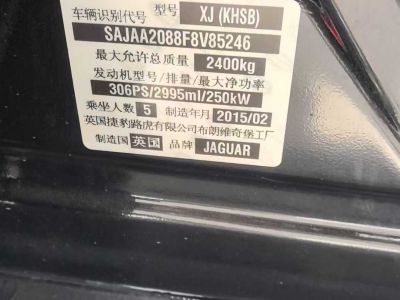 车辆识别代号 型号 XJ (KHSB)
SAJAA2088F8V85246
最大允许总质量 2400kg
发动机型号/排量/最大净功率
306PS/2995ml/250kW
乘坐人数 5 制造年月 2015/02
英国捷豹路虎有限公司布朗维奇堡工厂
制造国 英国 品牌 JAGUAR